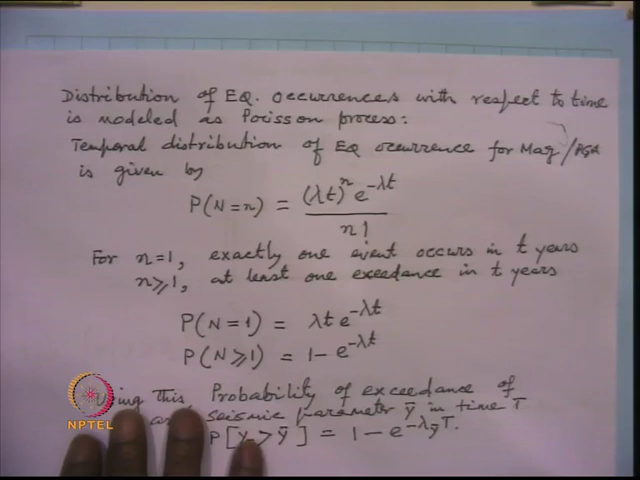 Distribution of EQ. occurrences with respect to time
is modeled as Poisson process:
Temporal distribution of EQ occurrence for Mag/PGA
is given by
P(N=n) = (λt)^n e^{-λt} / n!
For n=1, exactly one event occurs in t years
n≥1, at least one exeedance in t years
P(N=1) = λt e^{-λt}
P(N≥1) = 1 - e^{-λt}
Using this, Probability of exceedance of
seismic parameter ȳ in time T
P[Y > ȳ] = 1 - e^{-λȳT}.
NPTEL